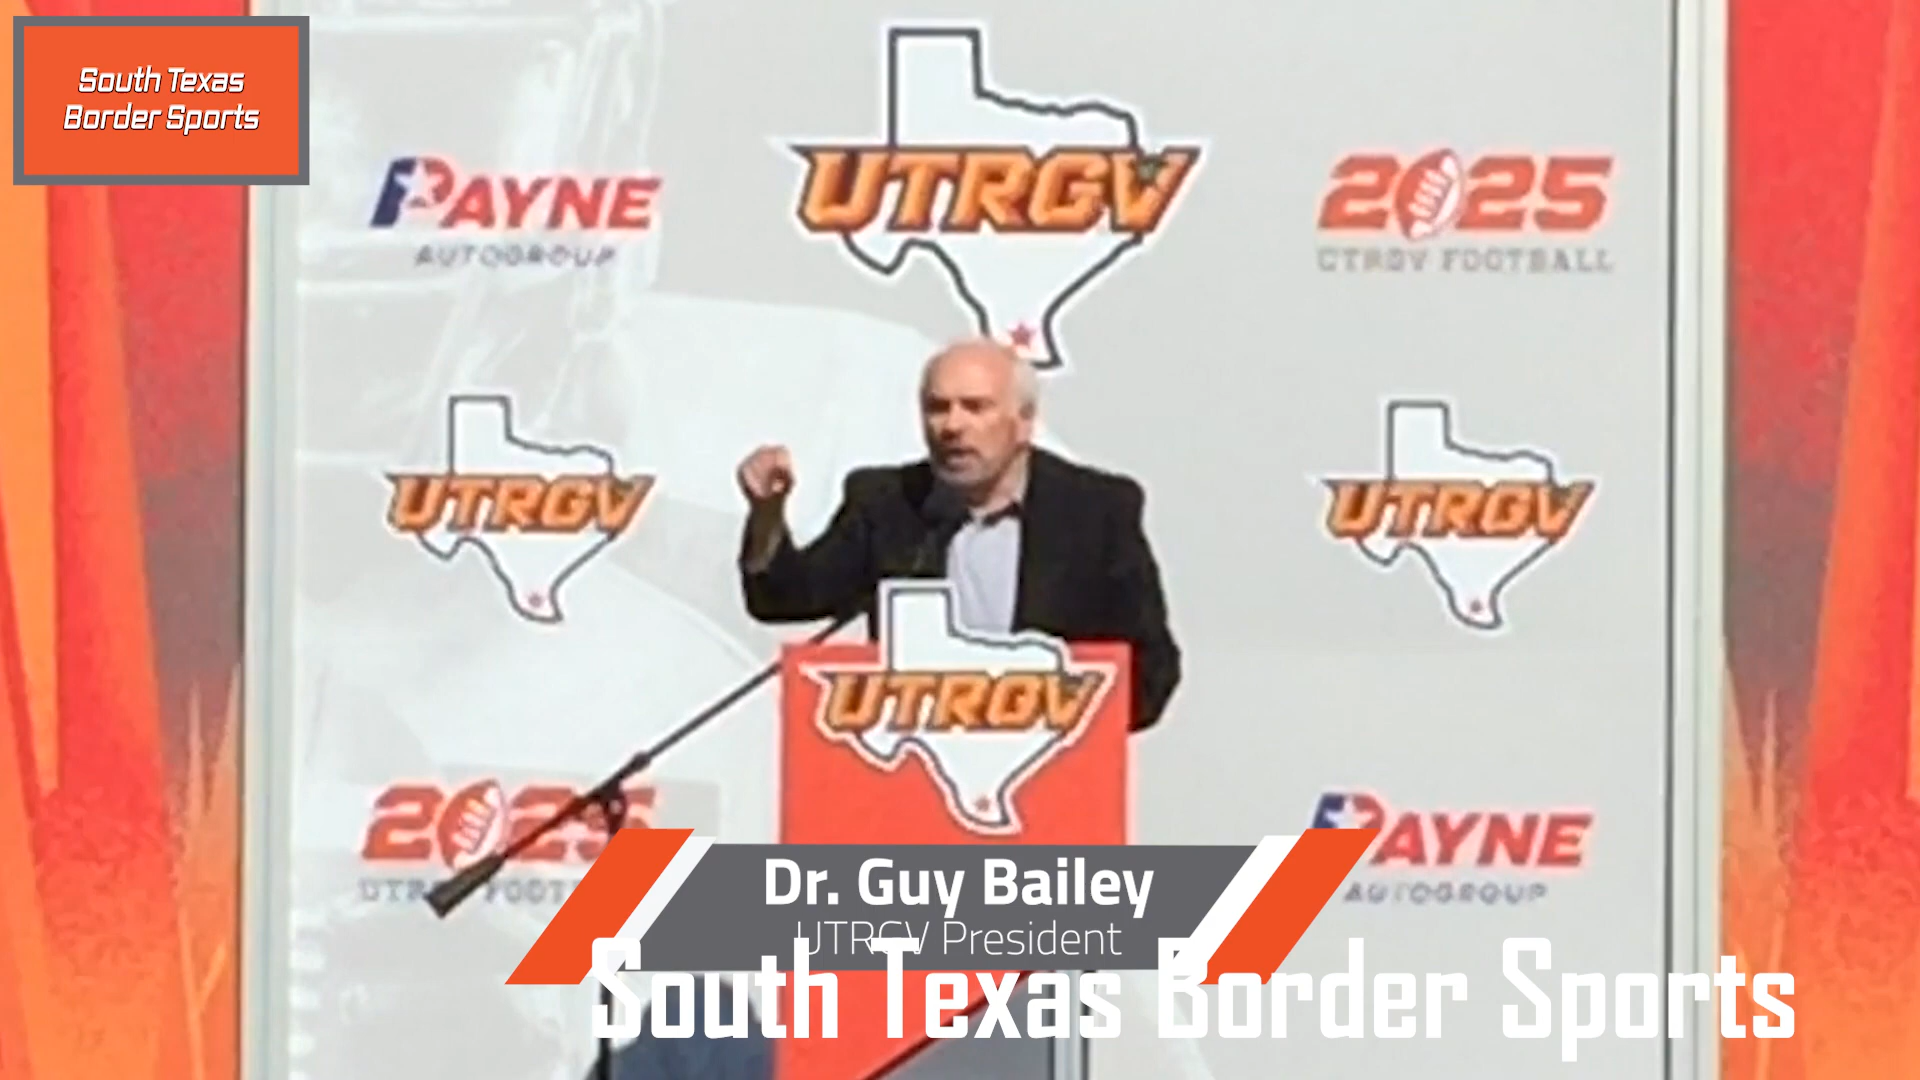 South Texas
Border Sports
PAYNE
AUTOGROUP
UTRGV
2025
UTRGV FOOTBALL
UTRGV
UTRGV
UTRGV
2025
PAYNE
AUTOGROUP
Dr. Guy Bailey
UTRGV President
South Texas Border Sports